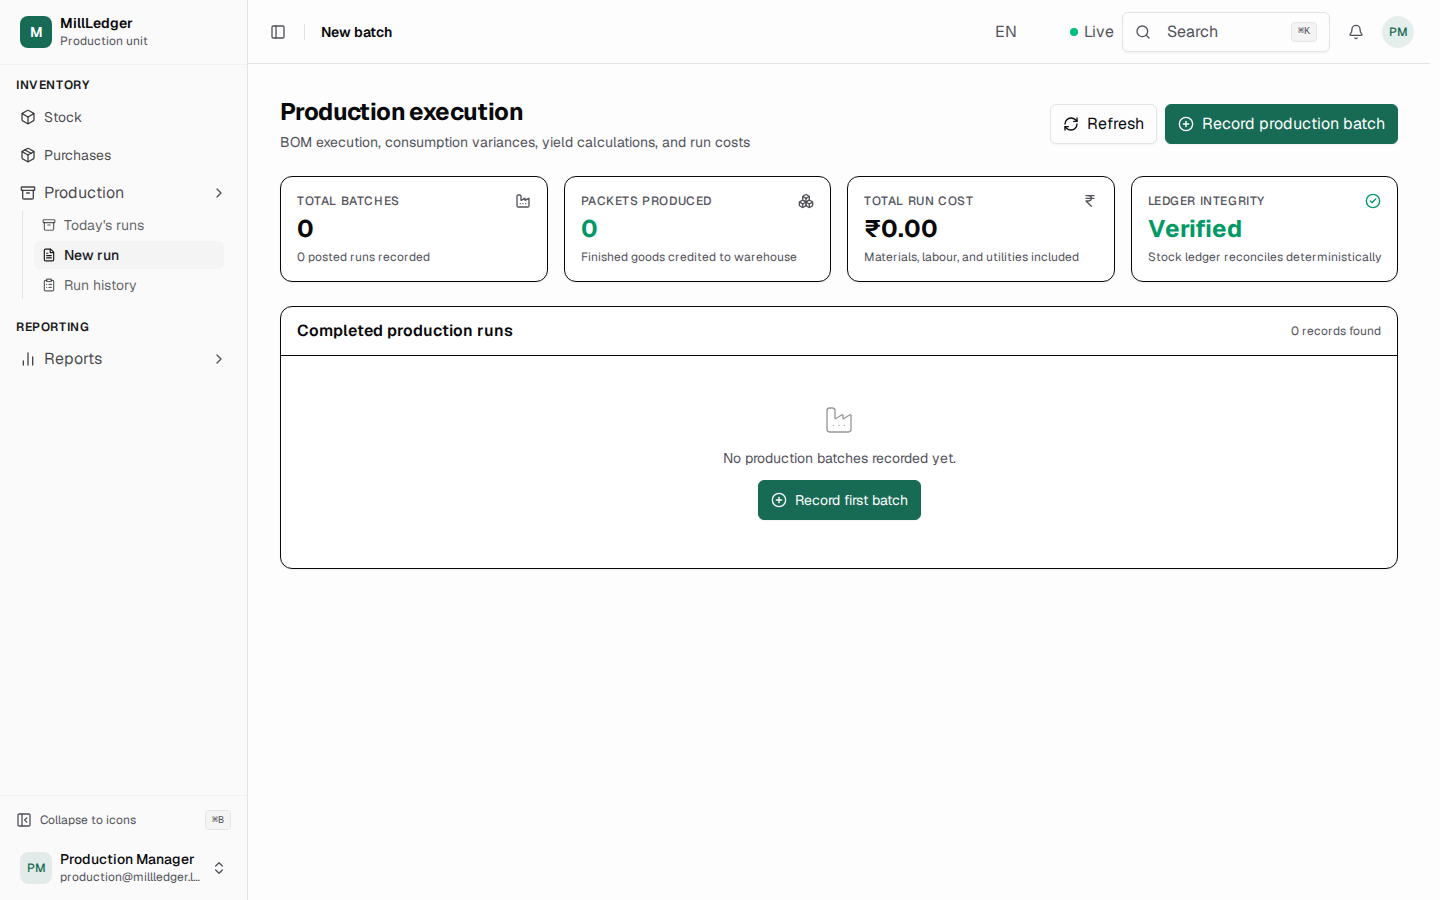 M
MillLedger
Production unit
INVENTORY
Stock
Purchases
Production
Today's runs
New run
Run history
REPORTING
Reports
Collapse to icons
⌘B
PM
Production Manager
production@millledger.l...
New batch
EN
Live
Search
⌘K
PM
Production execution
BOM execution, consumption variances, yield calculations, and run costs
Refresh
Record production batch
TOTAL BATCHES
0
0 posted runs recorded
PACKETS PRODUCED
0
Finished goods credited to warehouse
TOTAL RUN COST
₹
₹0.00
Materials, labour, and utilities included
LEDGER INTEGRITY
Verified
Stock ledger reconciles deterministically
Completed production runs
0 records found
No production batches recorded yet.
Record first batch